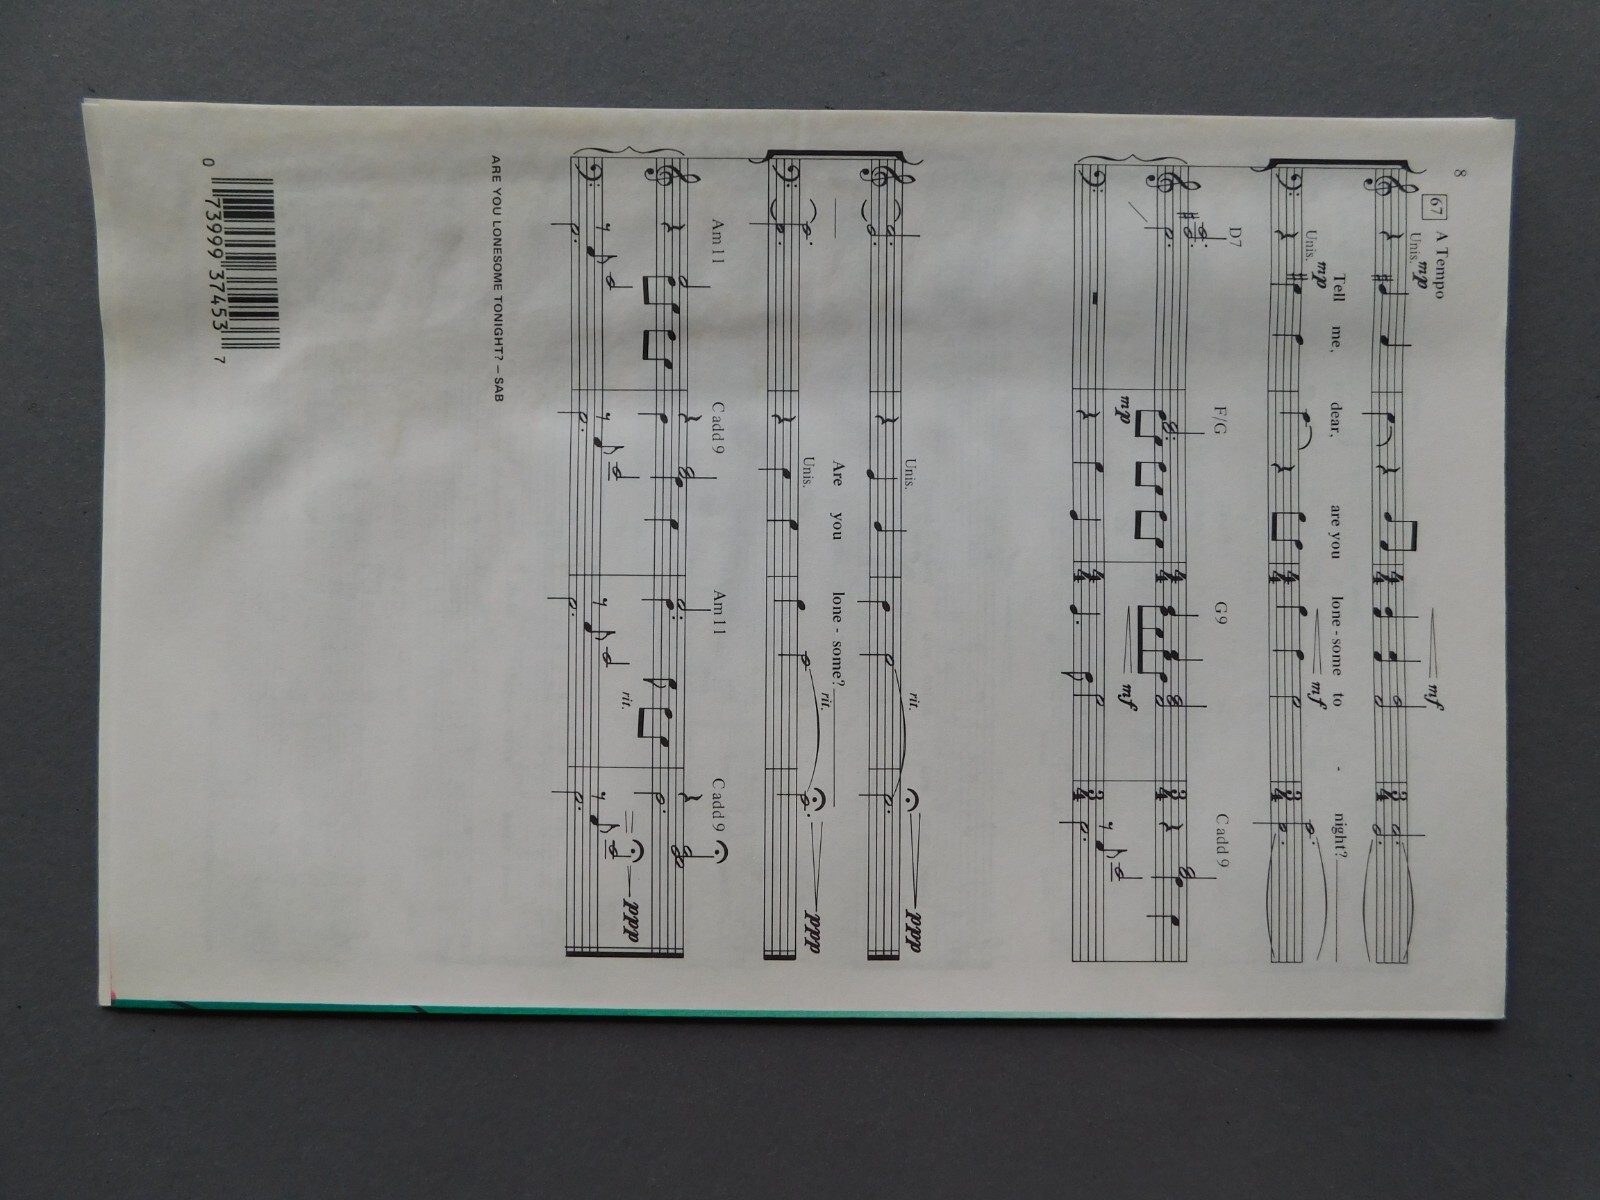 8
67 A Tempo
Unis. mp mf
Tell me, dear, are you lone - some to - night?
Unis. mp mf
D7 F/G G9 C add 9
mp mf
Unis. rit. ppp
Are you lone - some?
Unis. rit. ppp
Am11 C add 9 Am11 C add 9
rit. ppp
ARE YOU LONESOME TONIGHT? – SAB
0 73999 37453 7